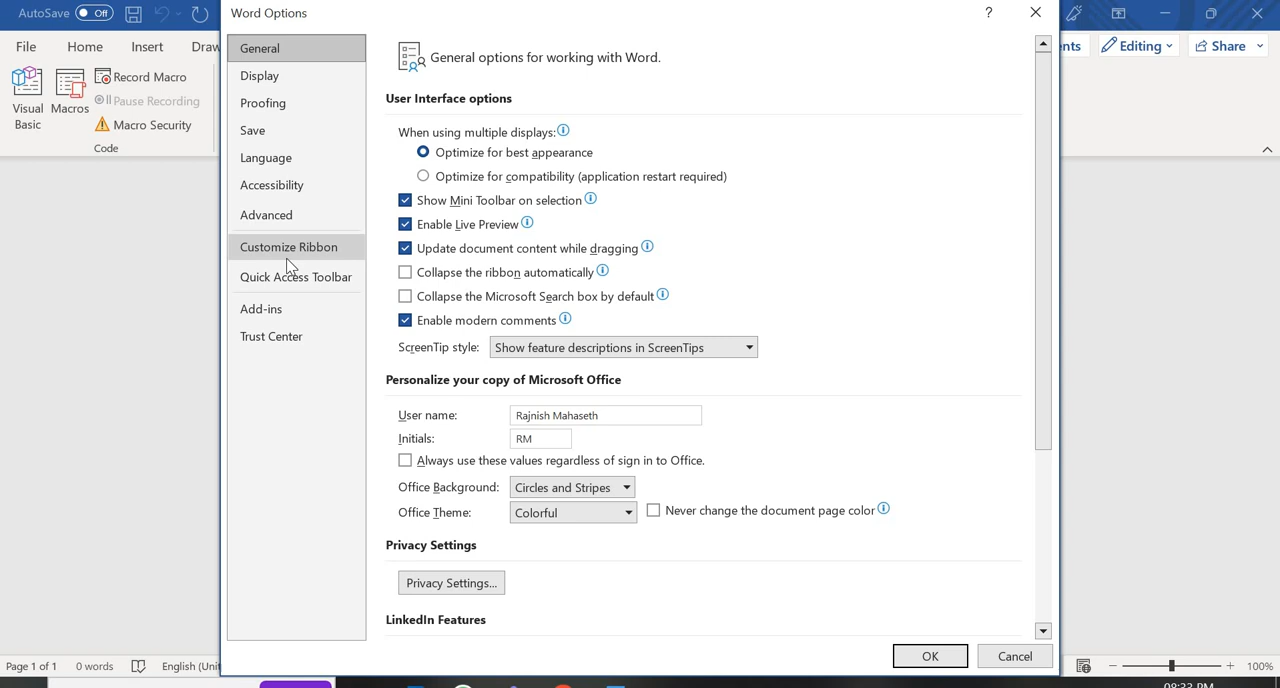 AutoSave Off
Word Options
?
File Home Insert Draw
Editing Share
Visual Basic
Macros
Record Macro
Pause Recording
Macro Security
Code
General
Display
Proofing
Save
Language
Accessibility
Advanced
Customize Ribbon
Quick Access Toolbar
Add-ins
Trust Center
General options for working with Word.
User Interface options
When using multiple displays:
Optimize for best appearance
Optimize for compatibility (application restart required)
Show Mini Toolbar on selection
Enable Live Preview
Update document content while dragging
Collapse the ribbon automatically
Collapse the Microsoft Search box by default
Enable modern comments
ScreenTip style: Show feature descriptions in ScreenTips
Personalize your copy of Microsoft Office
User name: Rajnish Mahaseth
Initials: RM
Always use these values regardless of sign in to Office.
Office Background: Circles and Stripes
Office Theme: Colorful Never change the document page color
Privacy Settings
Privacy Settings...
LinkedIn Features
OK Cancel
Page 1 of 1 0 words English (Unit
100%
08:33 PM